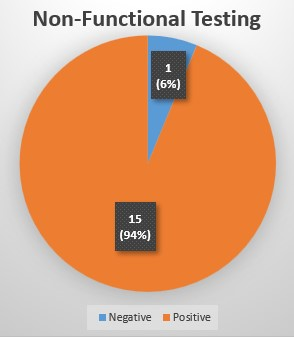 Non-Functional Testing
1
(6%)
15
(94%)
Negative Positive